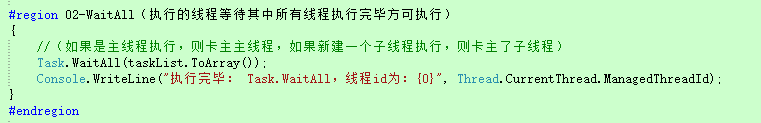 #region 02-WaitAll（执行的线程等待其中所有线程执行完毕方可执行）
{
//（如果是主线程执行，则卡主主线程，如果新建一个子线程执行，则卡主了子线程）
Task.WaitAll(taskList.ToArray());
Console.WriteLine("执行完毕： Task.WaitAll，线程id为：{0}", Thread.CurrentThread.ManagedThreadId);
}
#endregion